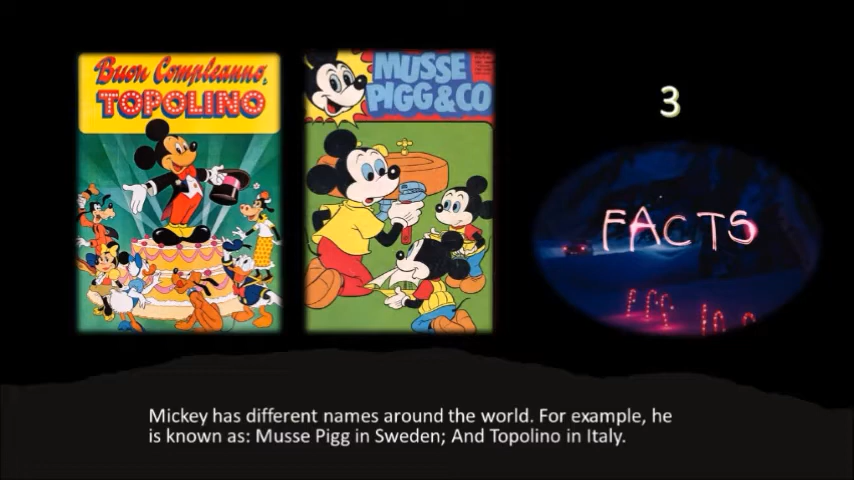 Buon Compleanno,
TOPOLINO
MUSSE
PIGG&CO
3
FACTS
Mickey has different names around the world. For example, he
is known as: Musse Pigg in Sweden; And Topolino in Italy.